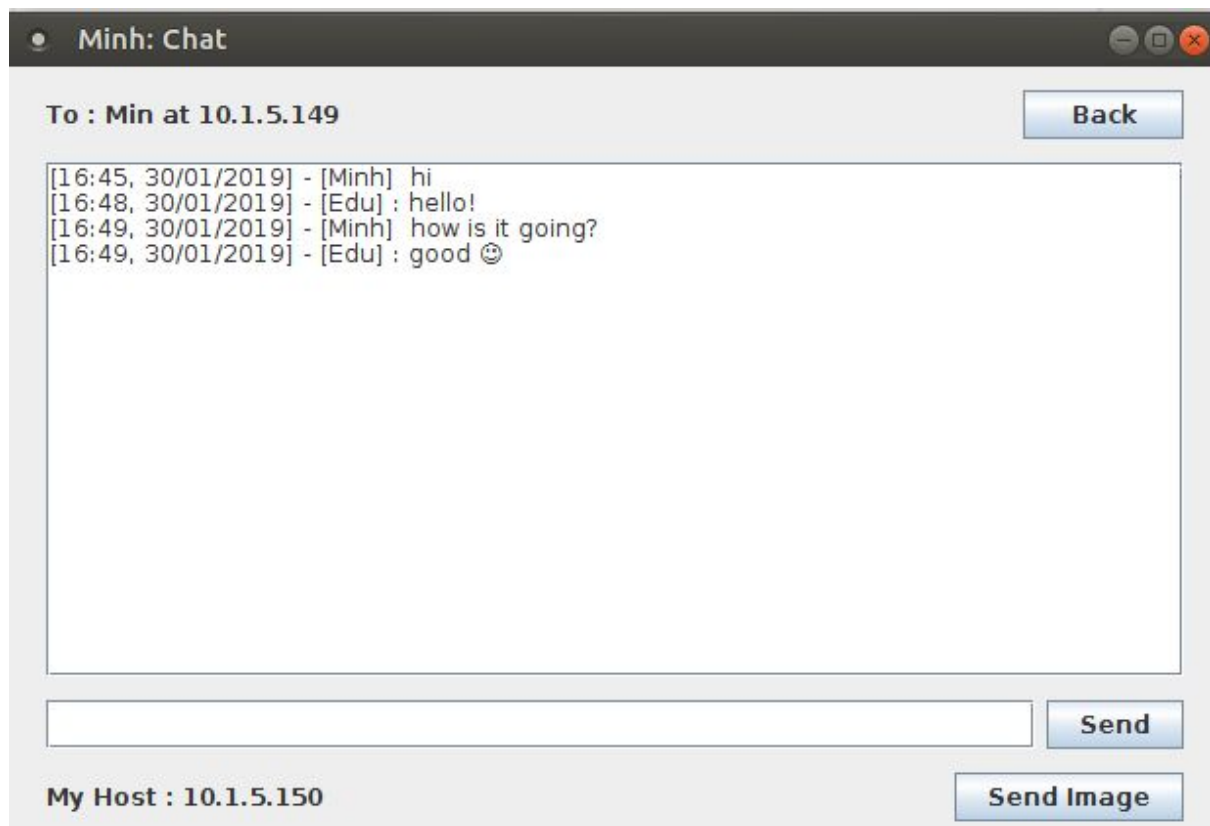 Minh: Chat
To : Min at 10.1.5.149
Back
[16:45, 30/01/2019] - [Minh]  hi
[16:48, 30/01/2019] - [Edu] : hello!
[16:49, 30/01/2019] - [Minh]  how is it going?
[16:49, 30/01/2019] - [Edu] : good ☺
Send
My Host : 10.1.5.150
Send Image